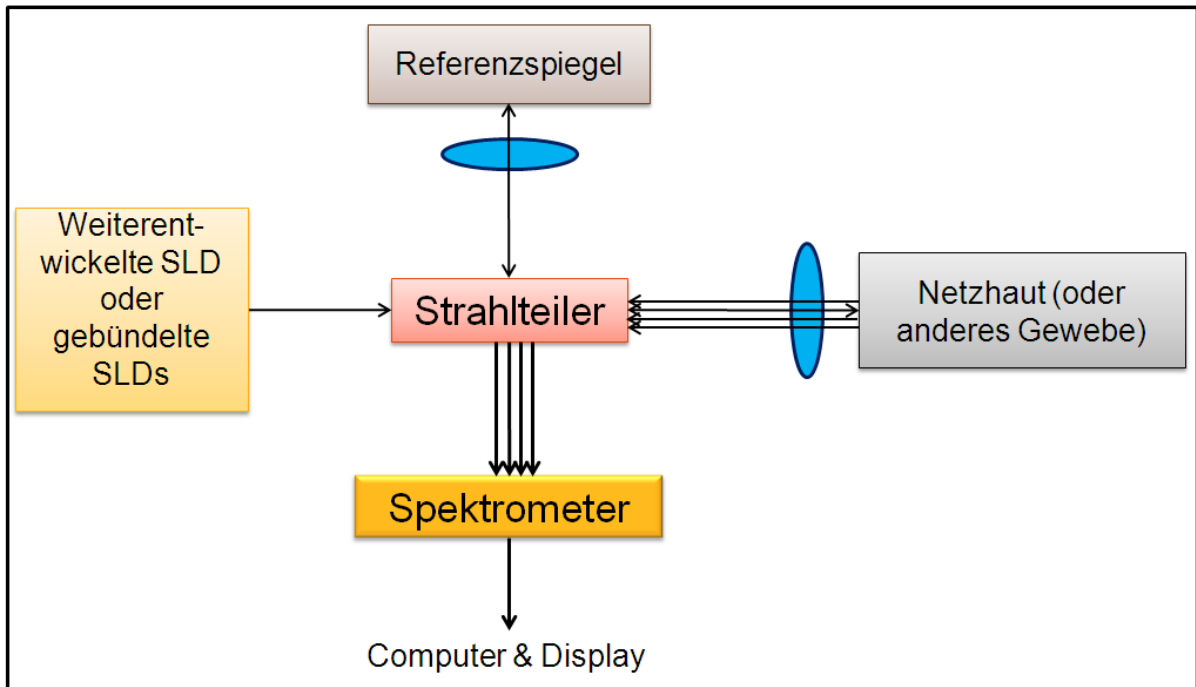 Referenzspiegel
Weiterent-
wickelte SLD
oder
gebündelte
SLDs
Strahlteiler
Netzhaut (oder
anderes Gewebe)
Spektrometer
Computer & Display